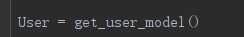 User = get_user_model()